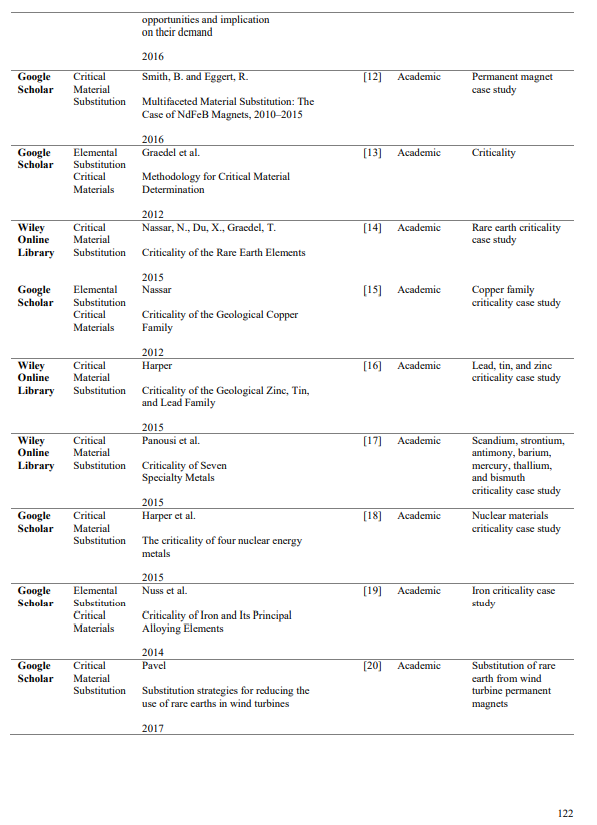 opportunities and implication
on their demand
2016
Google Scholar
Critical Material Substitution
Smith, B. and Eggert, R.
Multifaceted Material Substitution: The
Case of NdFeB Magnets, 2010–2015
2016
[12]
Academic
Permanent magnet
case study
Google Scholar
Elemental Substitution Critical Materials
Graedel et al.
Methodology for Critical Material
Determination
2012
[13]
Academic
Criticality
Wiley Online Library
Critical Material Substitution
Nassar, N., Du, X., Graedel, T.
Criticality of the Rare Earth Elements
2015
[14]
Academic
Rare earth criticality
case study
Google Scholar
Elemental Substitution Critical Materials
Nassar
Criticality of the Geological Copper
Family
2012
[15]
Academic
Copper family
criticality case study
Wiley Online Library
Critical Material Substitution
Harper
Criticality of the Geological Zinc, Tin,
and Lead Family
2015
[16]
Academic
Lead, tin, and zinc
criticality case study
Wiley Online Library
Critical Material Substitution
Panousi et al.
Criticality of Seven
Specialty Metals
2015
[17]
Academic
Scandium, strontium,
antimony, barium,
mercury, thallium,
and bismuth
criticality case study
Google Scholar
Critical Material Substitution
Harper et al.
The criticality of four nuclear energy
metals
2015
[18]
Academic
Nuclear materials
criticality case study
Google Scholar
Elemental Substitution Critical Materials
Nuss et al.
Criticality of Iron and Its Principal
Alloying Elements
2014
[19]
Academic
Iron criticality case
study
Google Scholar
Critical Material Substitution
Pavel
Substitution strategies for reducing the
use of rare earths in wind turbines
2017
[20]
Academic
Substitution of rare
earth from wind
turbine permanent
magnets
122